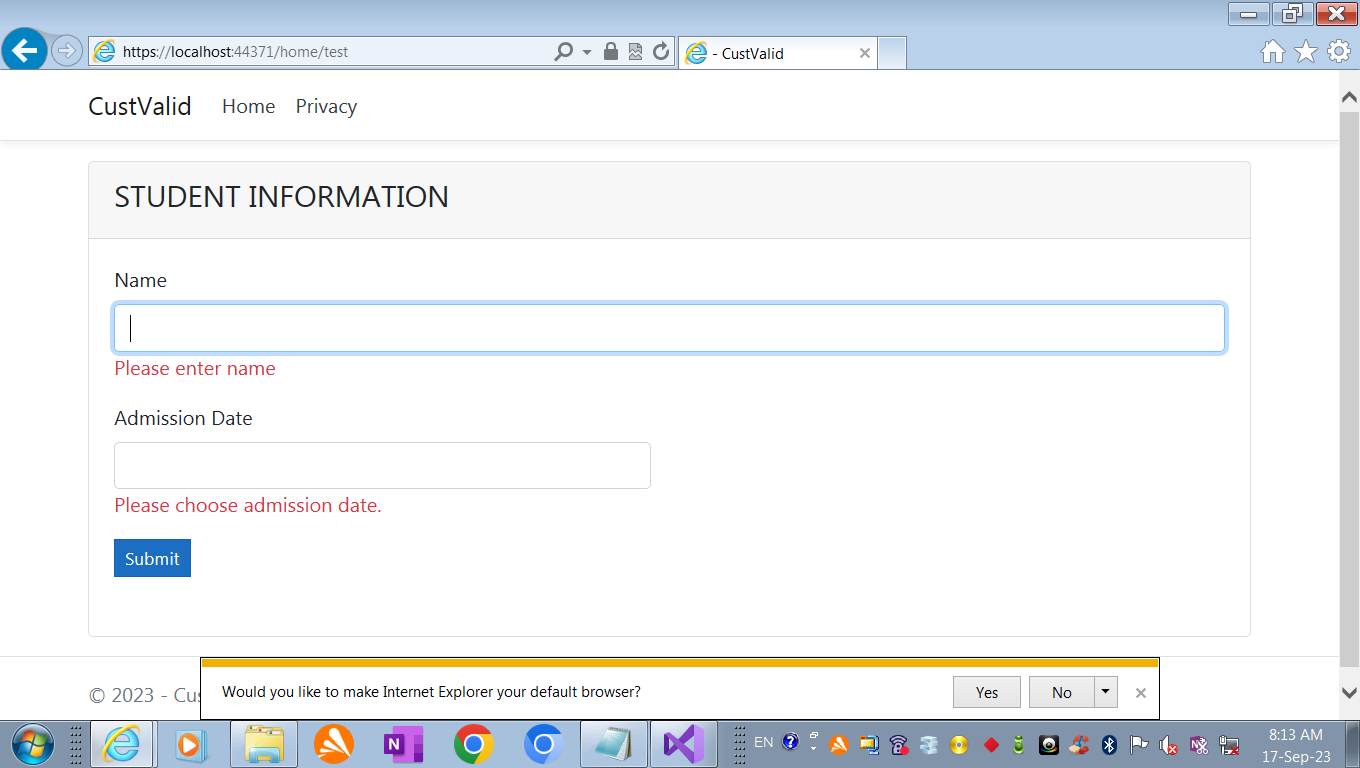 https://localhost:44371/home/test
- CustValid
CustValid Home Privacy
STUDENT INFORMATION
Name
Please enter name
Admission Date
Please choose admission date.
Submit
© 2023 -
Would you like to make Internet Explorer your default browser?
Yes No
EN
8:13 AM
17-Sep-23